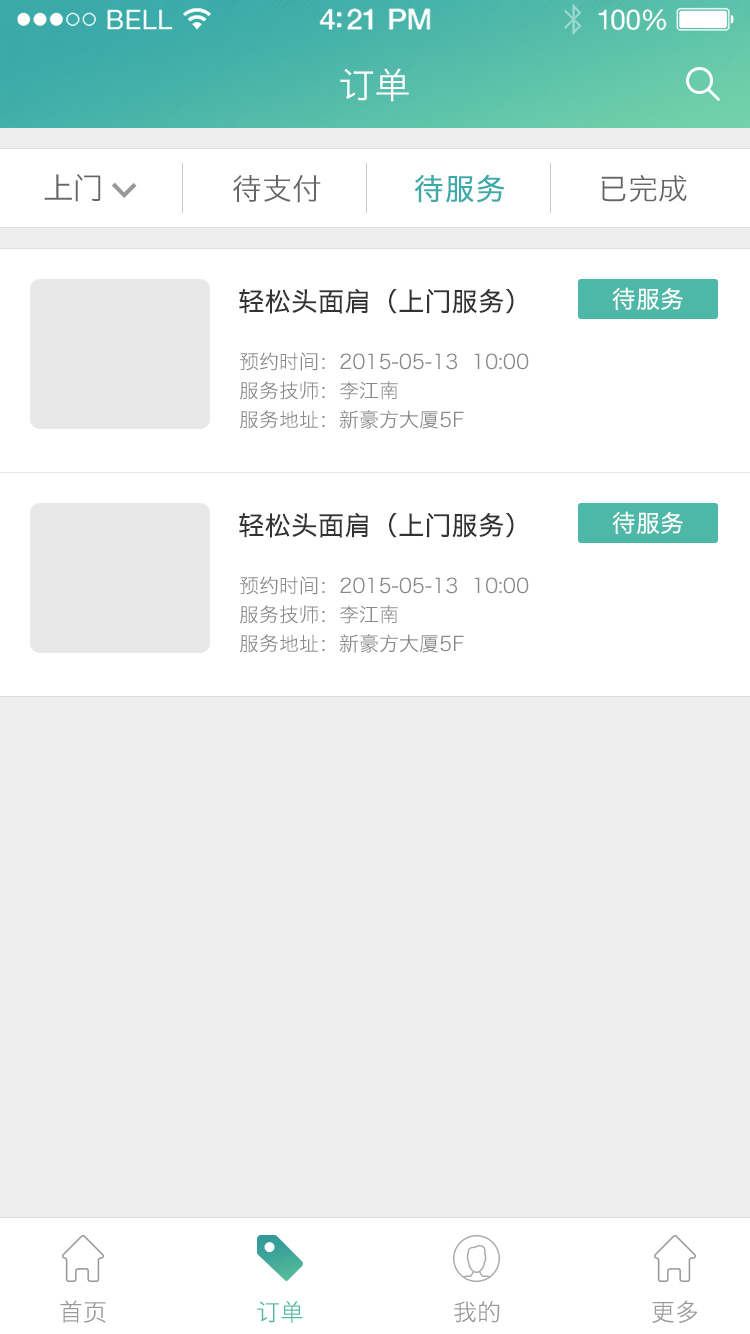 BELL 4:21 PM 100%
订单
上门 待支付 待服务 已完成
轻松头面肩（上门服务） 待服务
预约时间：2015-05-13 10:00
服务技师：李江南
服务地址：新豪方大厦5F
轻松头面肩（上门服务） 待服务
预约时间：2015-05-13 10:00
服务技师：李江南
服务地址：新豪方大厦5F
首页 订单 我的 更多